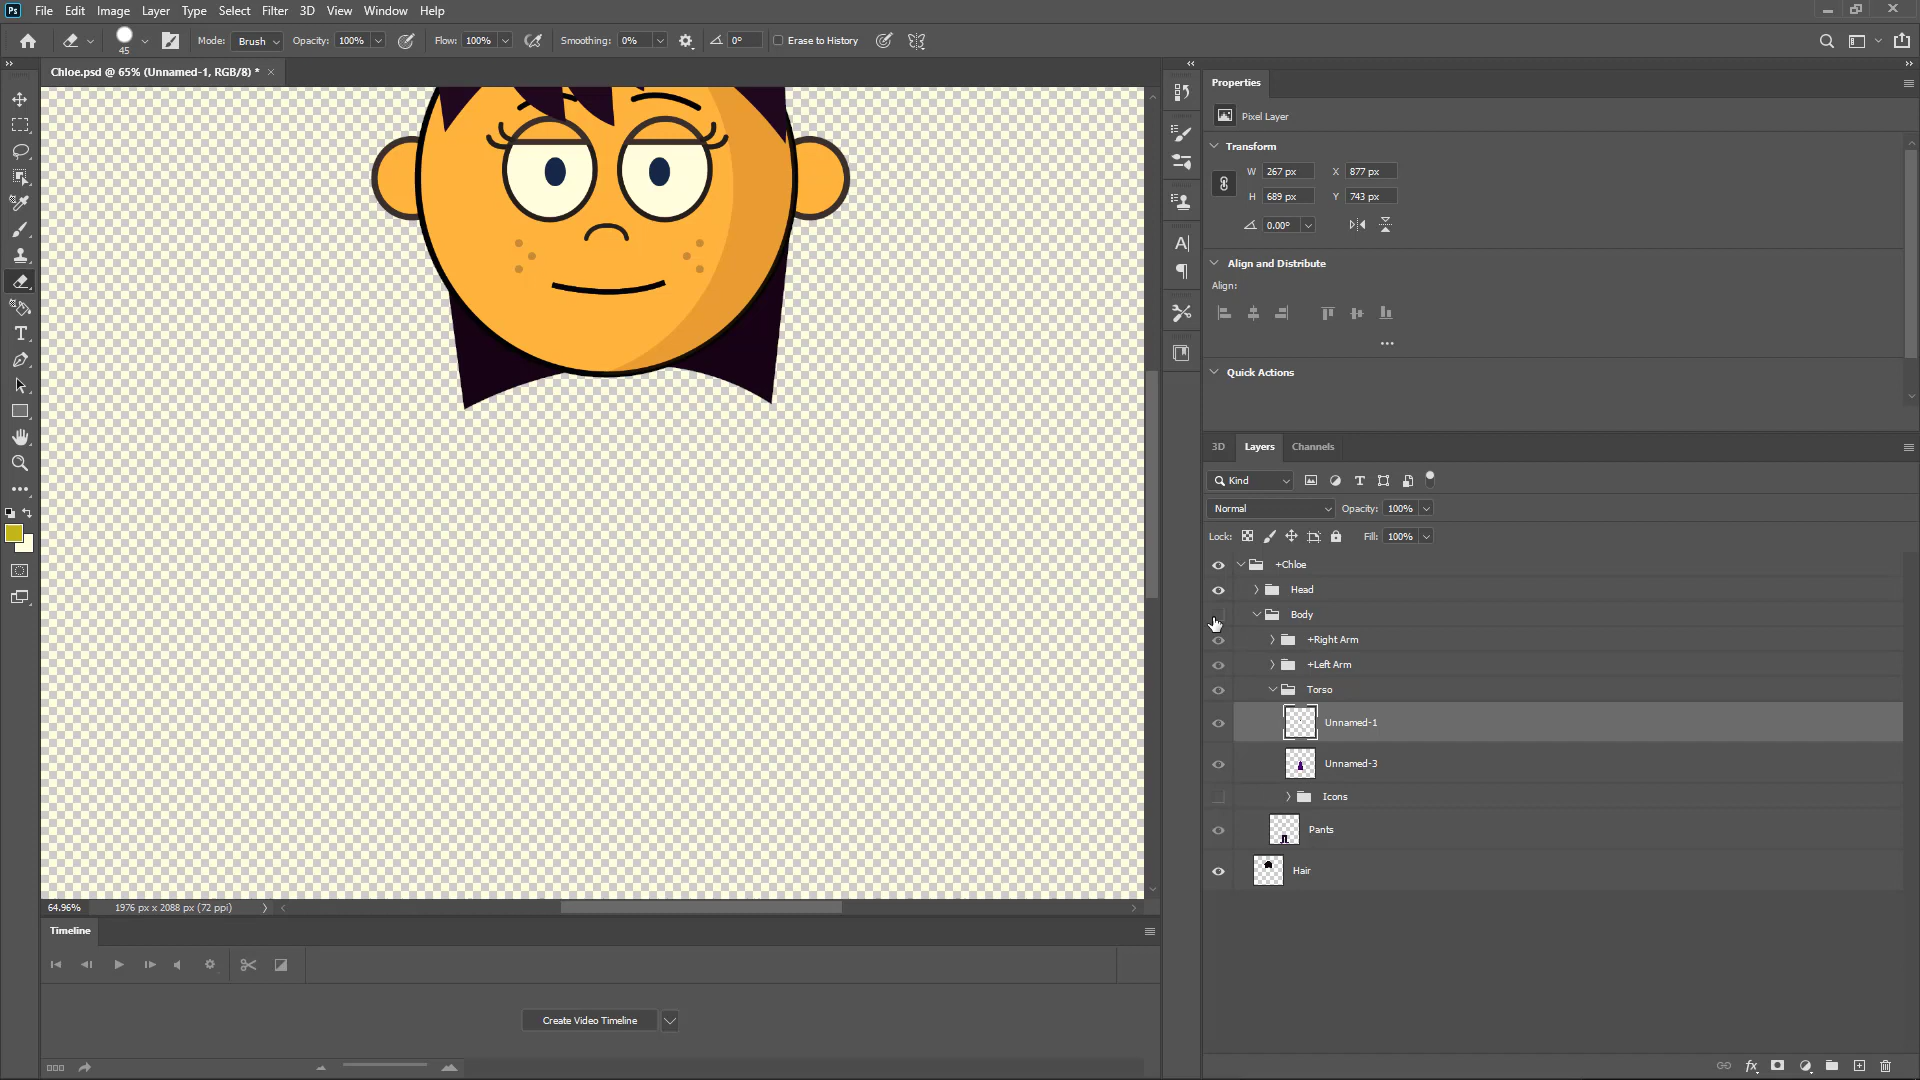 Ps File Edit Image Layer Type Select Filter 3D View Window Help
45 Mode: Brush Opacity: 100% Flow: 100% Smoothing: 0% 0° Erase to History
Chloe.psd @ 65% (Unnamed-1, RGB/8) *
Properties
Pixel Layer
Transform
W 267 px X 877 px
H 689 px Y 743 px
0.00°
Align and Distribute
Align:
Quick Actions
3D Layers Channels
Kind
Normal Opacity: 100%
Lock: Fill: 100%
+Chloe
Head
Body
+Right Arm
+Left Arm
Torso
Unnamed-1
Unnamed-3
Icons
Pants
Hair
64.96% 1976 px x 2088 px (72 ppi)
Timeline
Create Video Timeline
fx